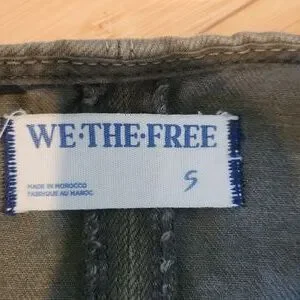 WE·THE·FREE
S
MADE IN MOROCCO
FABRIQUE AU MAROC